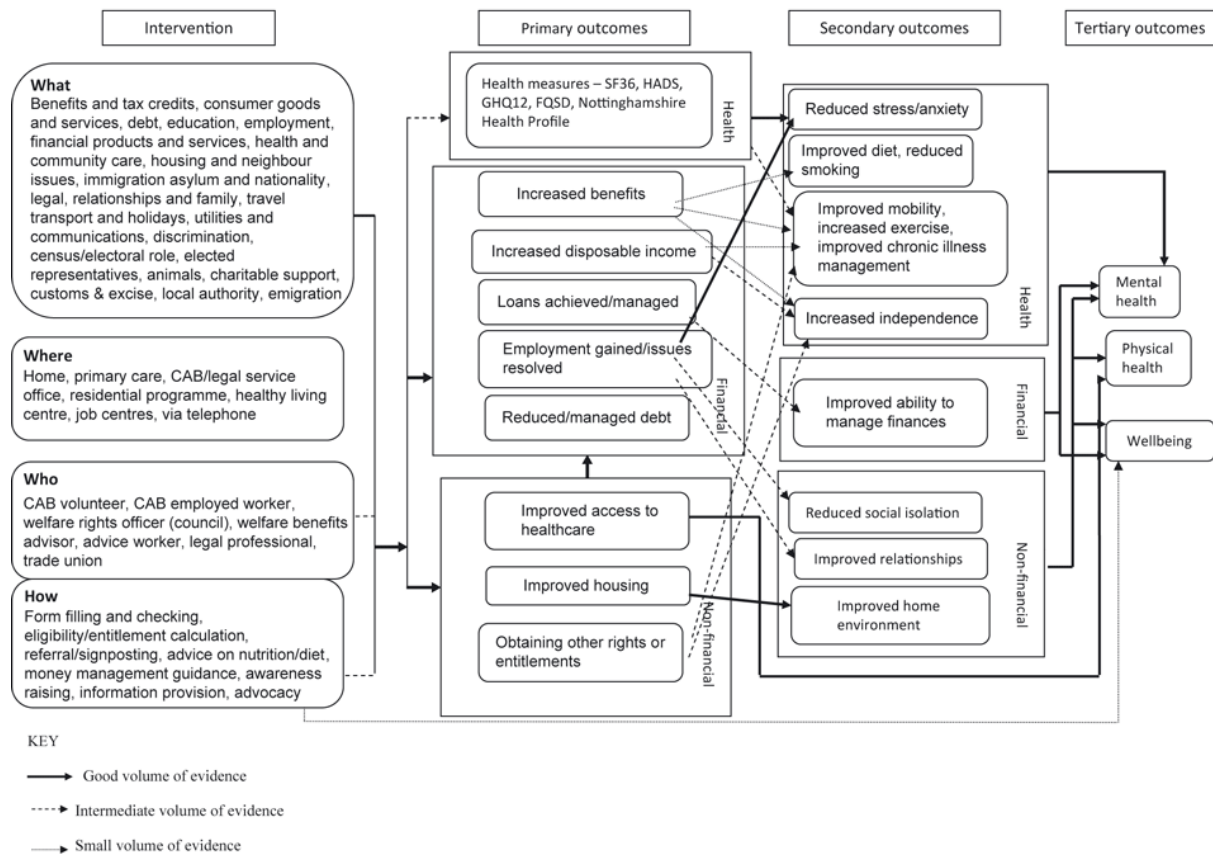 Intervention
Primary outcomes
Secondary outcomes
Tertiary outcomes
What
Benefits and tax credits, consumer goods
and services, debt, education, employment,
financial products and services, health and
community care, housing and neighbour
issues, immigration asylum and nationality,
legal, relationships and family, travel
transport and holidays, utilities and
communications, discrimination,
census/electoral role, elected
representatives, animals, charitable support,
customs & excise, local authority, emigration
Where
Home, primary care, CAB/legal service
office, residential programme, healthy living
centre, job centres, via telephone
Who
CAB volunteer, CAB employed worker,
welfare rights officer (council), welfare benefits
advisor, advice worker, legal professional,
trade union
How
Form filling and checking,
eligibility/entitlement calculation,
referral/signposting, advice on nutrition/diet,
money management guidance, awareness
raising, information provision, advocacy
Health measures – SF36, HADS,
GHQ12, FQSD, Nottinghamshire
Health Profile
Health
Increased benefits
Increased disposable income
Loans achieved/managed
Employment gained/issues
resolved
Reduced/managed debt
Financial
Improved access to
healthcare
Improved housing
Obtaining other rights or
entitlements
Non-financial
Reduced stress/anxiety
Improved diet, reduced
smoking
Improved mobility,
increased exercise,
improved chronic illness
management
Increased independence
Health
Improved ability to
manage finances
Financial
Reduced social isolation
Improved relationships
Improved home
environment
Non-financial
Mental
health
Physical
health
Wellbeing
KEY
Good volume of evidence
Intermediate volume of evidence
Small volume of evidence